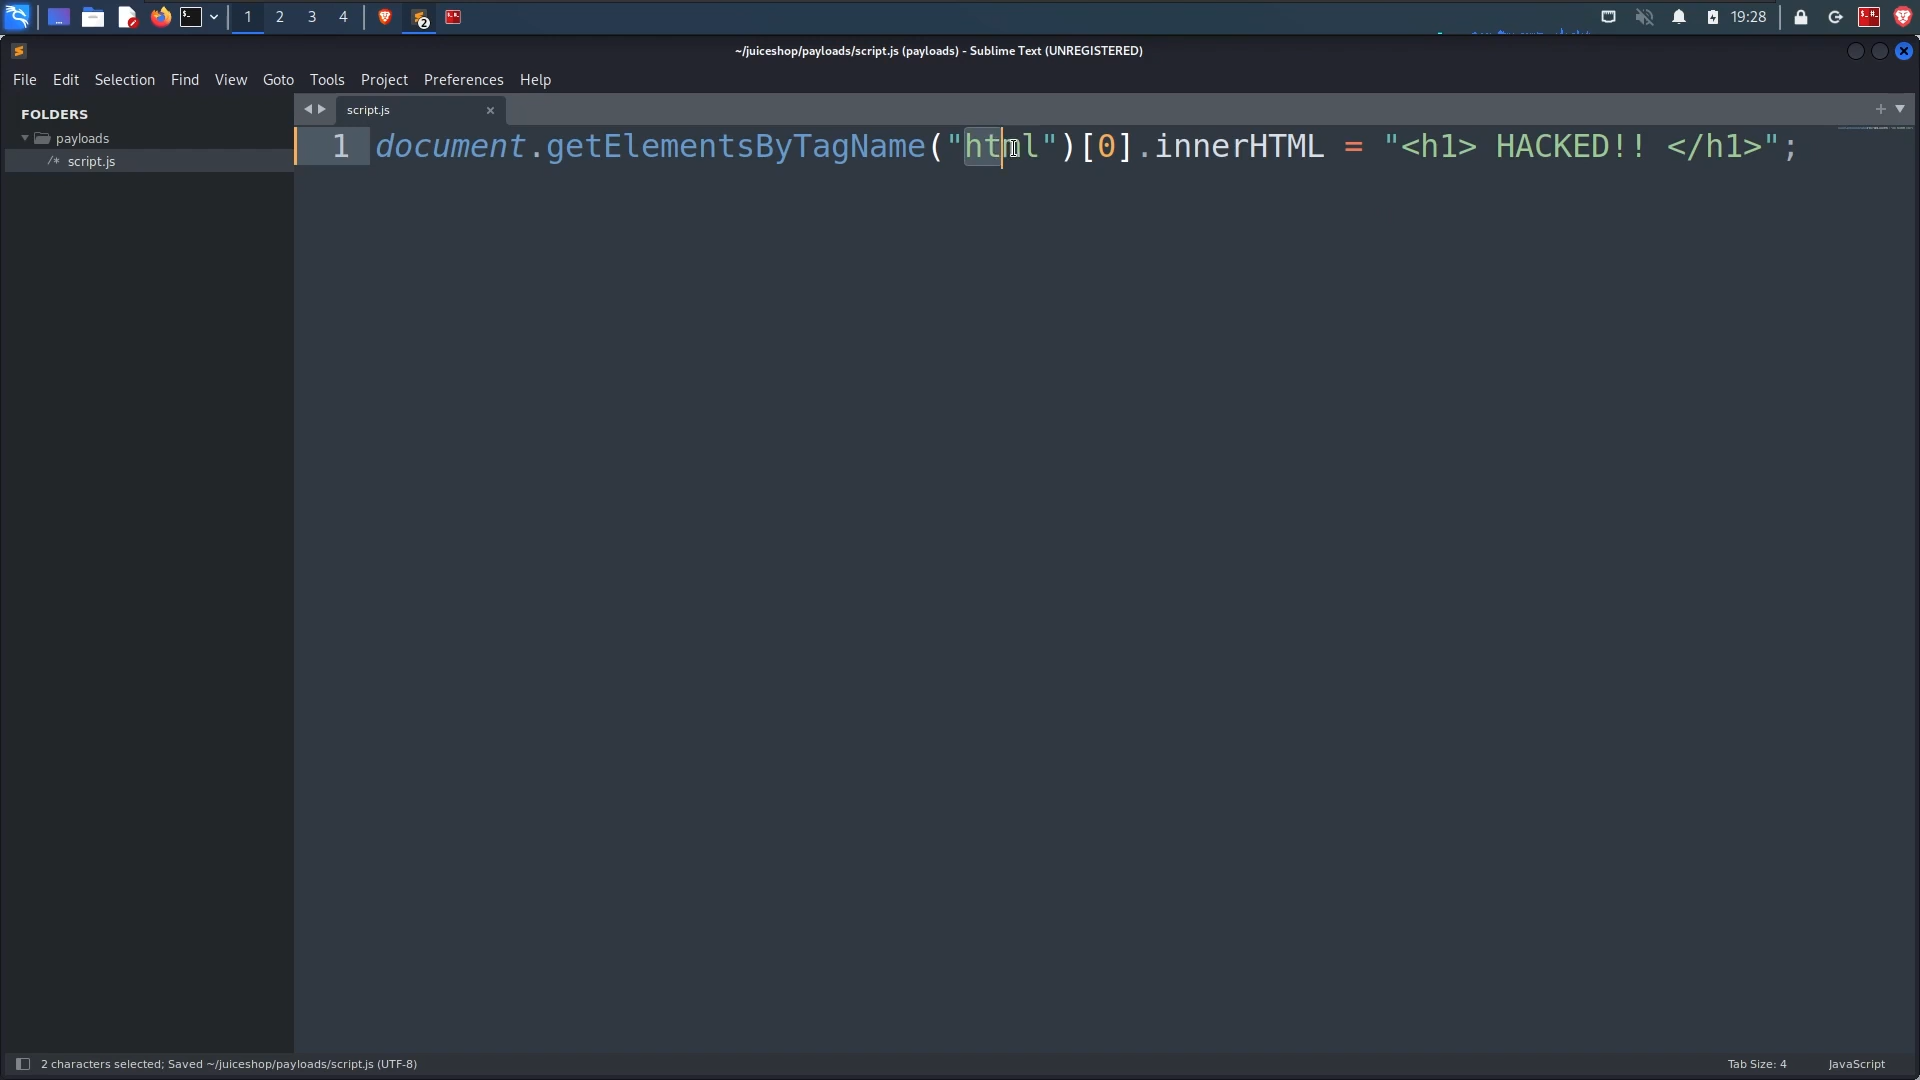 1 2 3 4 2 19:28
~/juiceshop/payloads/script.js (payloads) - Sublime Text (UNREGISTERED)
File Edit Selection Find View Goto Tools Project Preferences Help
FOLDERS
payloads
/* script.js
script.js
1 document.getElementsByTagName("html")[0].innerHTML = "<h1> HACKED!! </h1>";
2 characters selected; Saved ~/juiceshop/payloads/script.js (UTF-8) Tab Size: 4 JavaScript